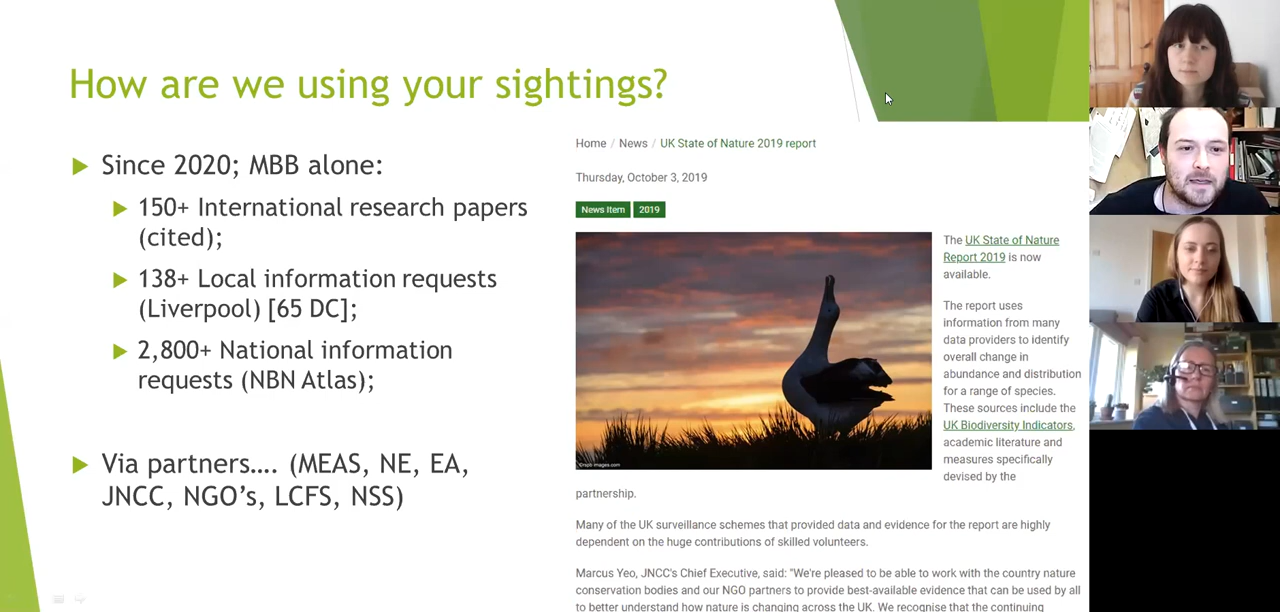 How are we using your sightings?
Since 2020; MBB alone:
150+ International research papers
(cited);
138+ Local information requests
(Liverpool) [65 DC];
2,800+ National information
requests (NBN Atlas);
Via partners.... (MEAS, NE, EA,
JNCC, NGO's, LCFS, NSS)
Home / News / UK State of Nature 2019 report
Thursday, October 3, 2019
News Item 2019
The UK State of Nature
Report 2019 is now
available.
The report uses
information from many
data providers to identify
overall change in
abundance and distribution
for a range of species.
These sources include the
UK Biodiversity Indicators,
academic literature and
measures specifically
devised by the
partnership.
Many of the UK surveillance schemes that provided data and evidence for the report are highly
dependent on the huge contributions of skilled volunteers.
Marcus Yeo, JNCC's Chief Executive, said: "We're pleased to be able to work with the country nature
conservation bodies and our NGO partners to provide best-available evidence that can be used by all
to better understand how nature is changing across the UK. We recognise that the continuing